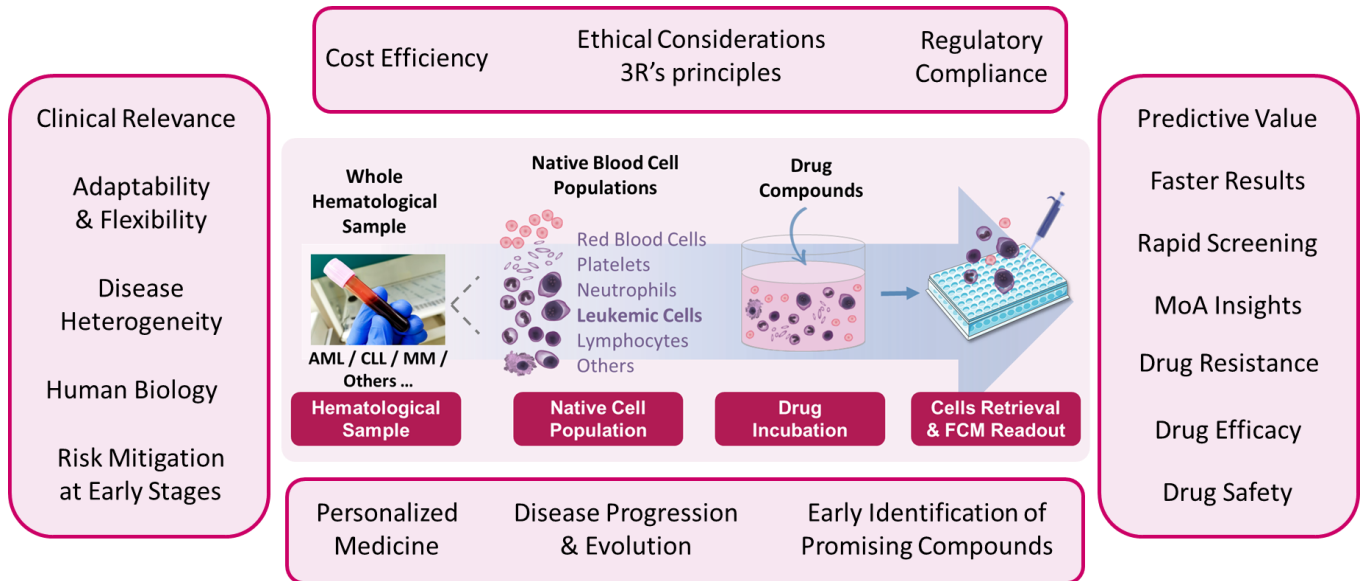 Cost Efficiency
Ethical Considerations
3R's principles
Regulatory
Compliance
Clinical Relevance
Adaptability
& Flexibility
Disease
Heterogeneity
Human Biology
Risk Mitigation
at Early Stages
Whole
Hematological
Sample
AML / CLL / MM /
Others ...
Hematological
Sample
Native Blood Cell
Populations
Red Blood Cells
Platelets
Neutrophils
Leukemic Cells
Lymphocytes
Others
Native Cell
Population
Drug
Compounds
Drug
Incubation
Cells Retrieval
& FCM Readout
Predictive Value
Faster Results
Rapid Screening
MoA Insights
Drug Resistance
Drug Efficacy
Drug Safety
Personalized
Medicine
Disease Progression
& Evolution
Early Identification of
Promising Compounds